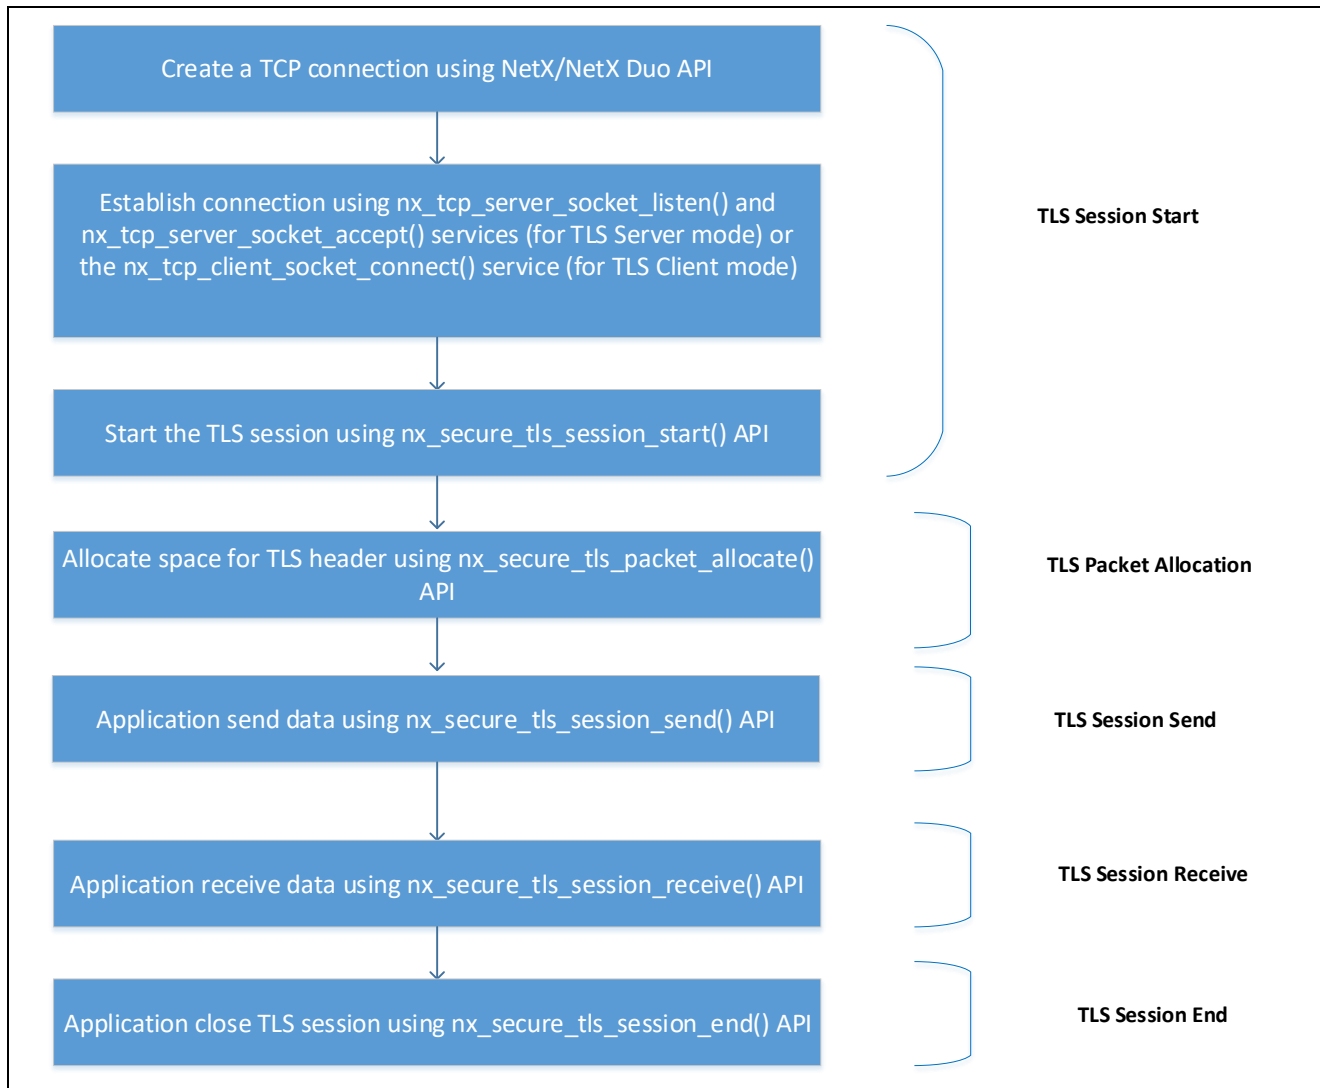 Create a TCP connection using NetX/NetX Duo API
Establish connection using nx_tcp_server_socket_listen() and
nx_tcp_server_socket_accept() services (for TLS Server mode) or
the nx_tcp_client_socket_connect() service (for TLS Client mode)
TLS Session Start
Start the TLS session using nx_secure_tls_session_start() API
Allocate space for TLS header using nx_secure_tls_packet_allocate()
API
TLS Packet Allocation
Application send data using nx_secure_tls_session_send() API
TLS Session Send
Application receive data using nx_secure_tls_session_receive() API
TLS Session Receive
Application close TLS session using nx_secure_tls_session_end() API
TLS Session End